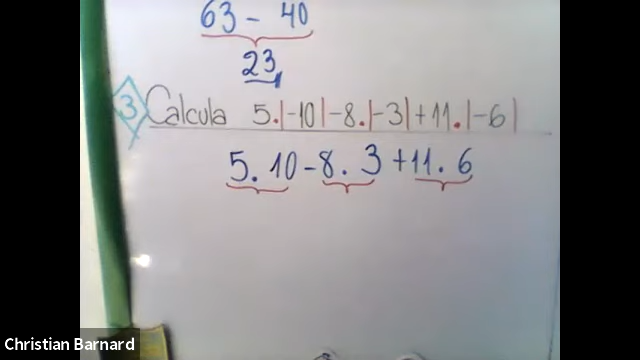 63 - 40
23
3 Calcula 5.|-10|-8.|-3|+11.|-6|
5.10-8.3+11.6
Christian Barnard